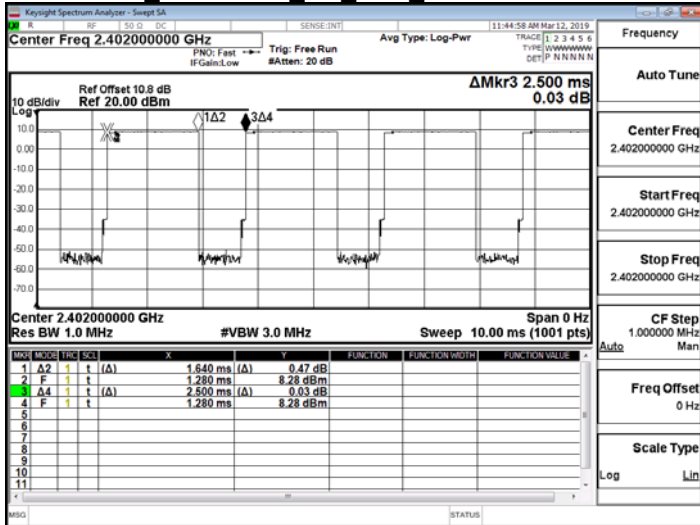 Keysight Spectrum Analyzer - Swept SA
R RF 50 Ω DC SENSE:INT 11:44:58 AM Mar 12, 2019
Center Freq 2.402000000 GHz
PNO: Fast
IFGain:Low
Trig: Free Run
#Atten: 20 dB
Avg Type: Log-Pwr
TRACE 1 2 3 4 5 6
TYPE WWWWWW
DET P N N N N N
Frequency
ΔMkr3 2.500 ms
0.03 dB
Ref Offset 10.8 dB
10 dB/div Ref 20.00 dBm
Log
10.0
0.00
-10.0
-20.0
-30.0
-40.0
-50.0
-60.0
-70.0
1Δ2
3Δ4
Center 2.402000000 GHz Span 0 Hz
Res BW 1.0 MHz #VBW 3.0 MHz Sweep 10.00 ms (1001 pts)
MKR MODE TRC SCL X Y FUNCTION FUNCTION WIDTH FUNCTION VALUE
1 Δ2 1 t (Δ) 1.640 ms (Δ) 0.47 dB
2 F 1 t 1.280 ms 8.28 dBm
3 Δ4 1 t (Δ) 2.500 ms (Δ) 0.03 dB
4 F 1 t 1.280 ms 8.28 dBm
5
6
7
8
9
10
11
MSG STATUS
Auto Tune
Center Freq
2.402000000 GHz
Start Freq
2.402000000 GHz
Stop Freq
2.402000000 GHz
CF Step
1.000000 MHz
Auto Man
Freq Offset
0 Hz
Scale Type
Log Lin